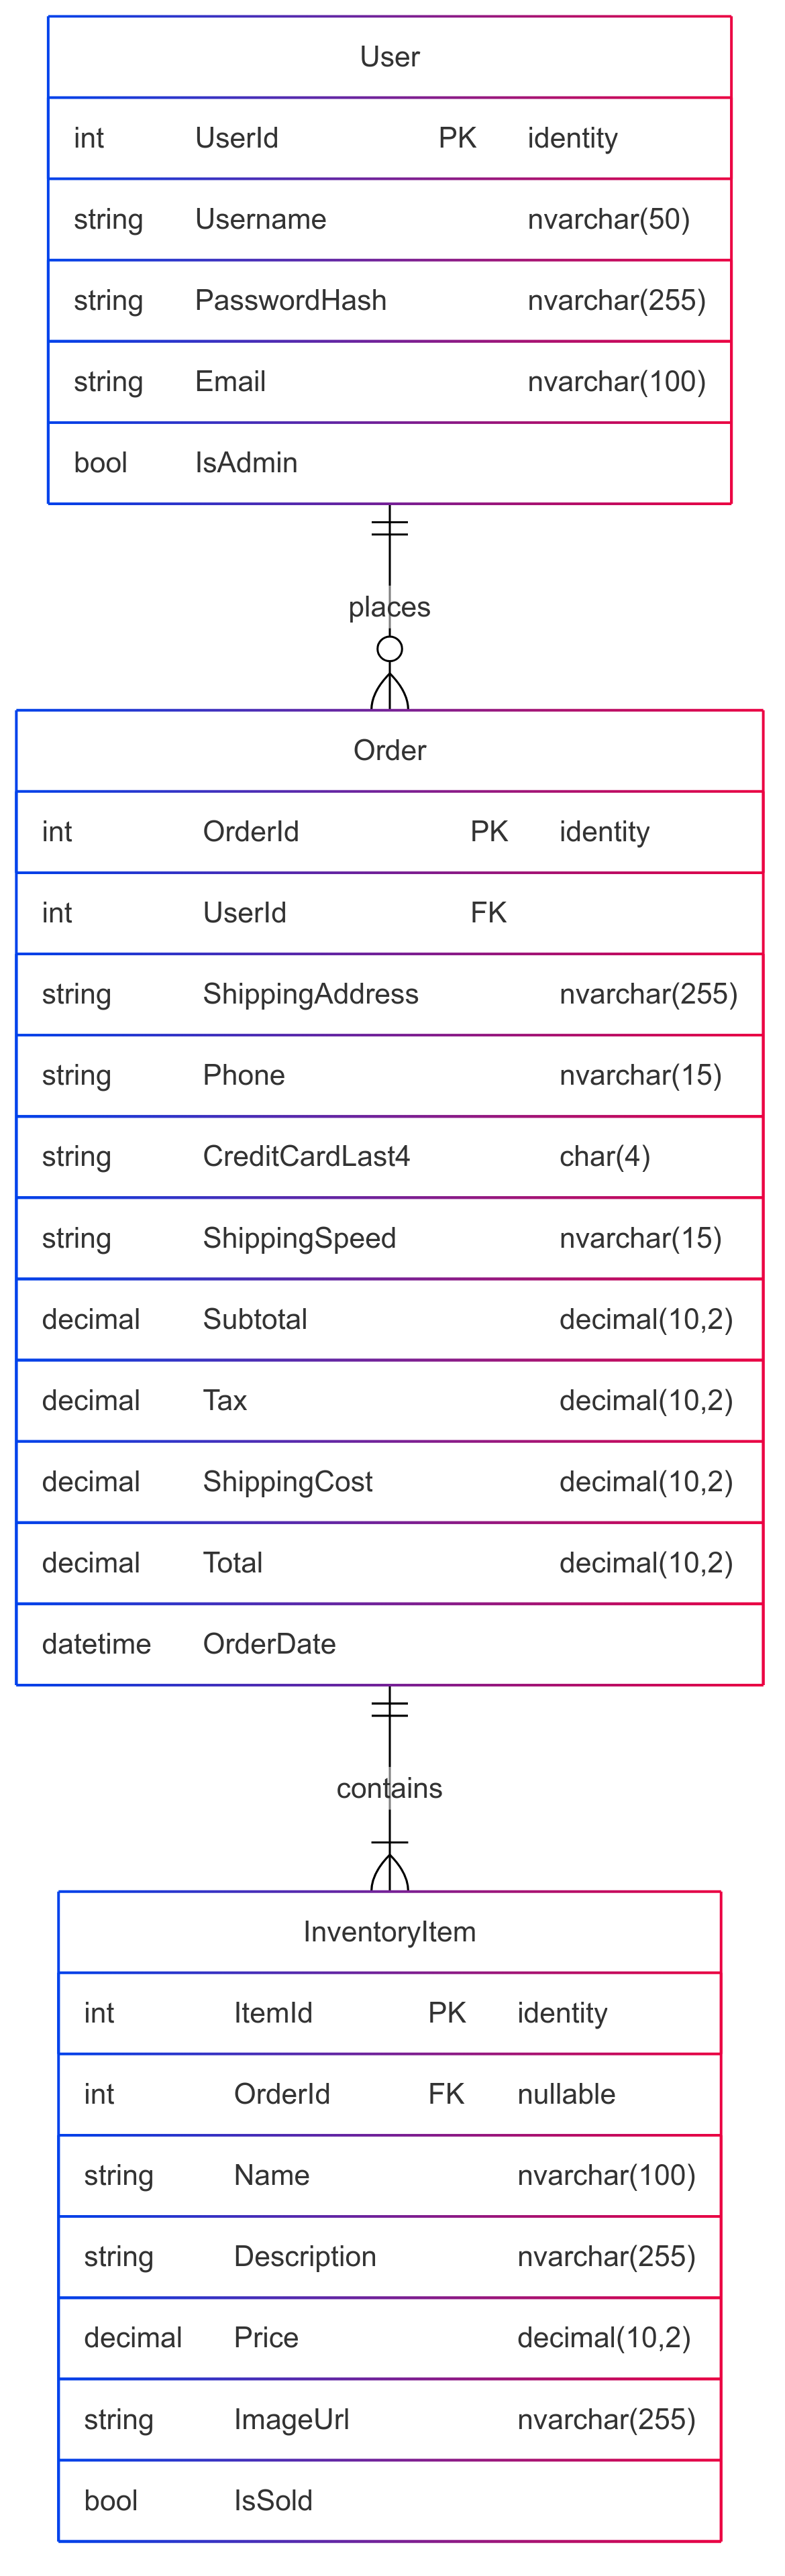 User
int UserId PK identity
string Username nvarchar(50)
string PasswordHash nvarchar(255)
string Email nvarchar(100)
bool IsAdmin
places
Order
int OrderId PK identity
int UserId FK
string ShippingAddress nvarchar(255)
string Phone nvarchar(15)
string CreditCardLast4 char(4)
string ShippingSpeed nvarchar(15)
decimal Subtotal decimal(10,2)
decimal Tax decimal(10,2)
decimal ShippingCost decimal(10,2)
decimal Total decimal(10,2)
datetime OrderDate
contains
InventoryItem
int ItemId PK identity
int OrderId FK nullable
string Name nvarchar(100)
string Description nvarchar(255)
decimal Price decimal(10,2)
string ImageUrl nvarchar(255)
bool IsSold